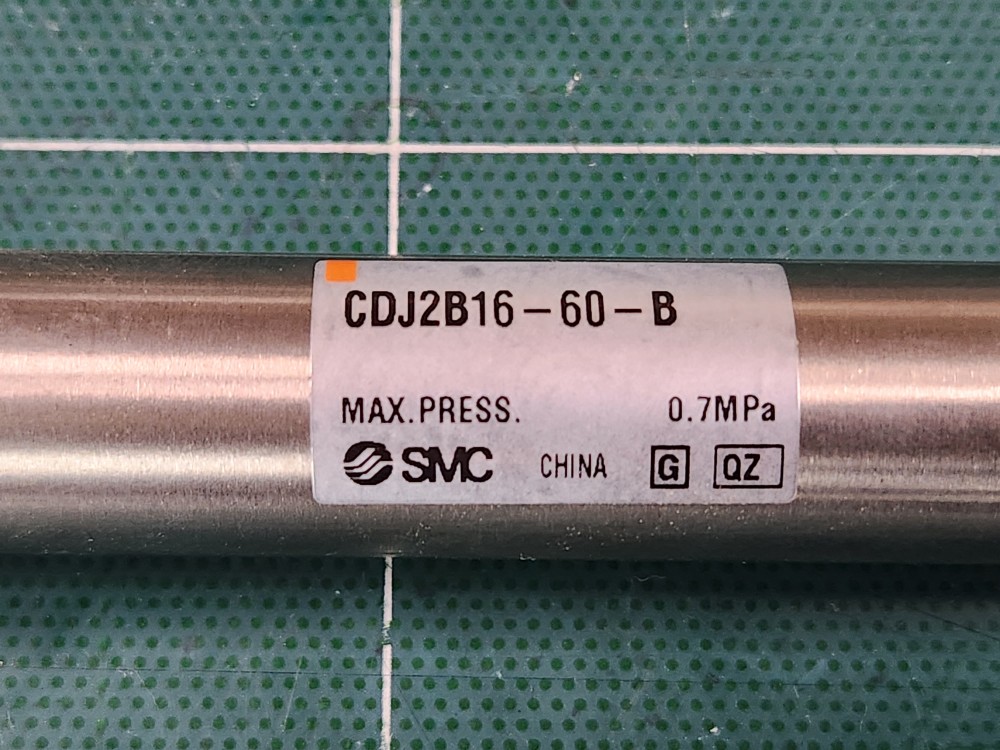 CDJ2B16-60-B
MAX.PRESS. 0.7MPa
SMC CHINA G QZ